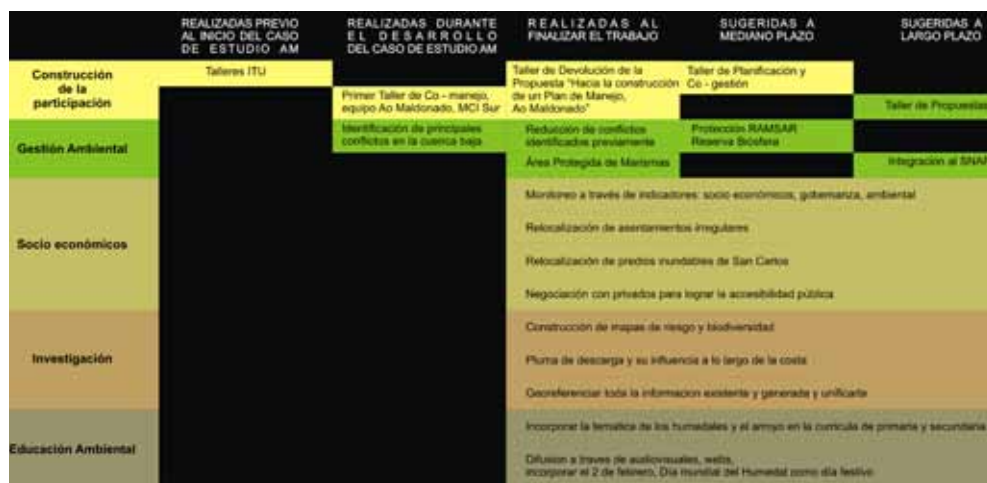 REALIZADAS PREVIO
AL INICIO DEL CASO
DE ESTUDIO AM
REALIZADAS DURANTE
EL DESARROLLO
DEL CASO DE ESTUDIO AM
REALIZADAS AL
FINALIZAR EL TRABAJO
SUGERIDAS A
MEDIANO PLAZO
SUGERIDAS A
LARGO PLAZO
Construcción
de la
participación
Talleres ITU
Primer Taller de Co - manejo,
equipo Ao Maldonado, MCI Sur
Taller de Devolución de la
Propuesta "Hacia la construcción
de un Plan de Manejo,
Ao Maldonado"
Taller de Planificación y
Co - gestión
Taller de Propuestas
Gestión Ambiental
Identificación de principales
conflictos en la cuenca baja
Reducción de conflictos
identificados previamente
Área Protegida de Marismas
Protección RAMSAR
Reserva Biósfera
Integración al SNAP
Socio económicos
Monitoreo a través de indicadores: socio económicos, gobernanza, ambiental
Relocalización de asentamientos irregulares
Relocalización de predios inundables de San Carlos
Negociación con privados para lograr la accesibilidad pública
Investigación
Construcción de mapas de riesgo y biodiversidad
Pluma de descarga y su influencia a lo largo de la costa
Georeferenciar toda la informacion existente y generada y unificarla
Educación Ambiental
Incorporar la temática de los humedales y el arroyo en la curricula de primaria y secundaria
Difusion a traves de audiovisuales, webs,
incorporar el 2 de febrero, Día mundial del Humedal como día festivo